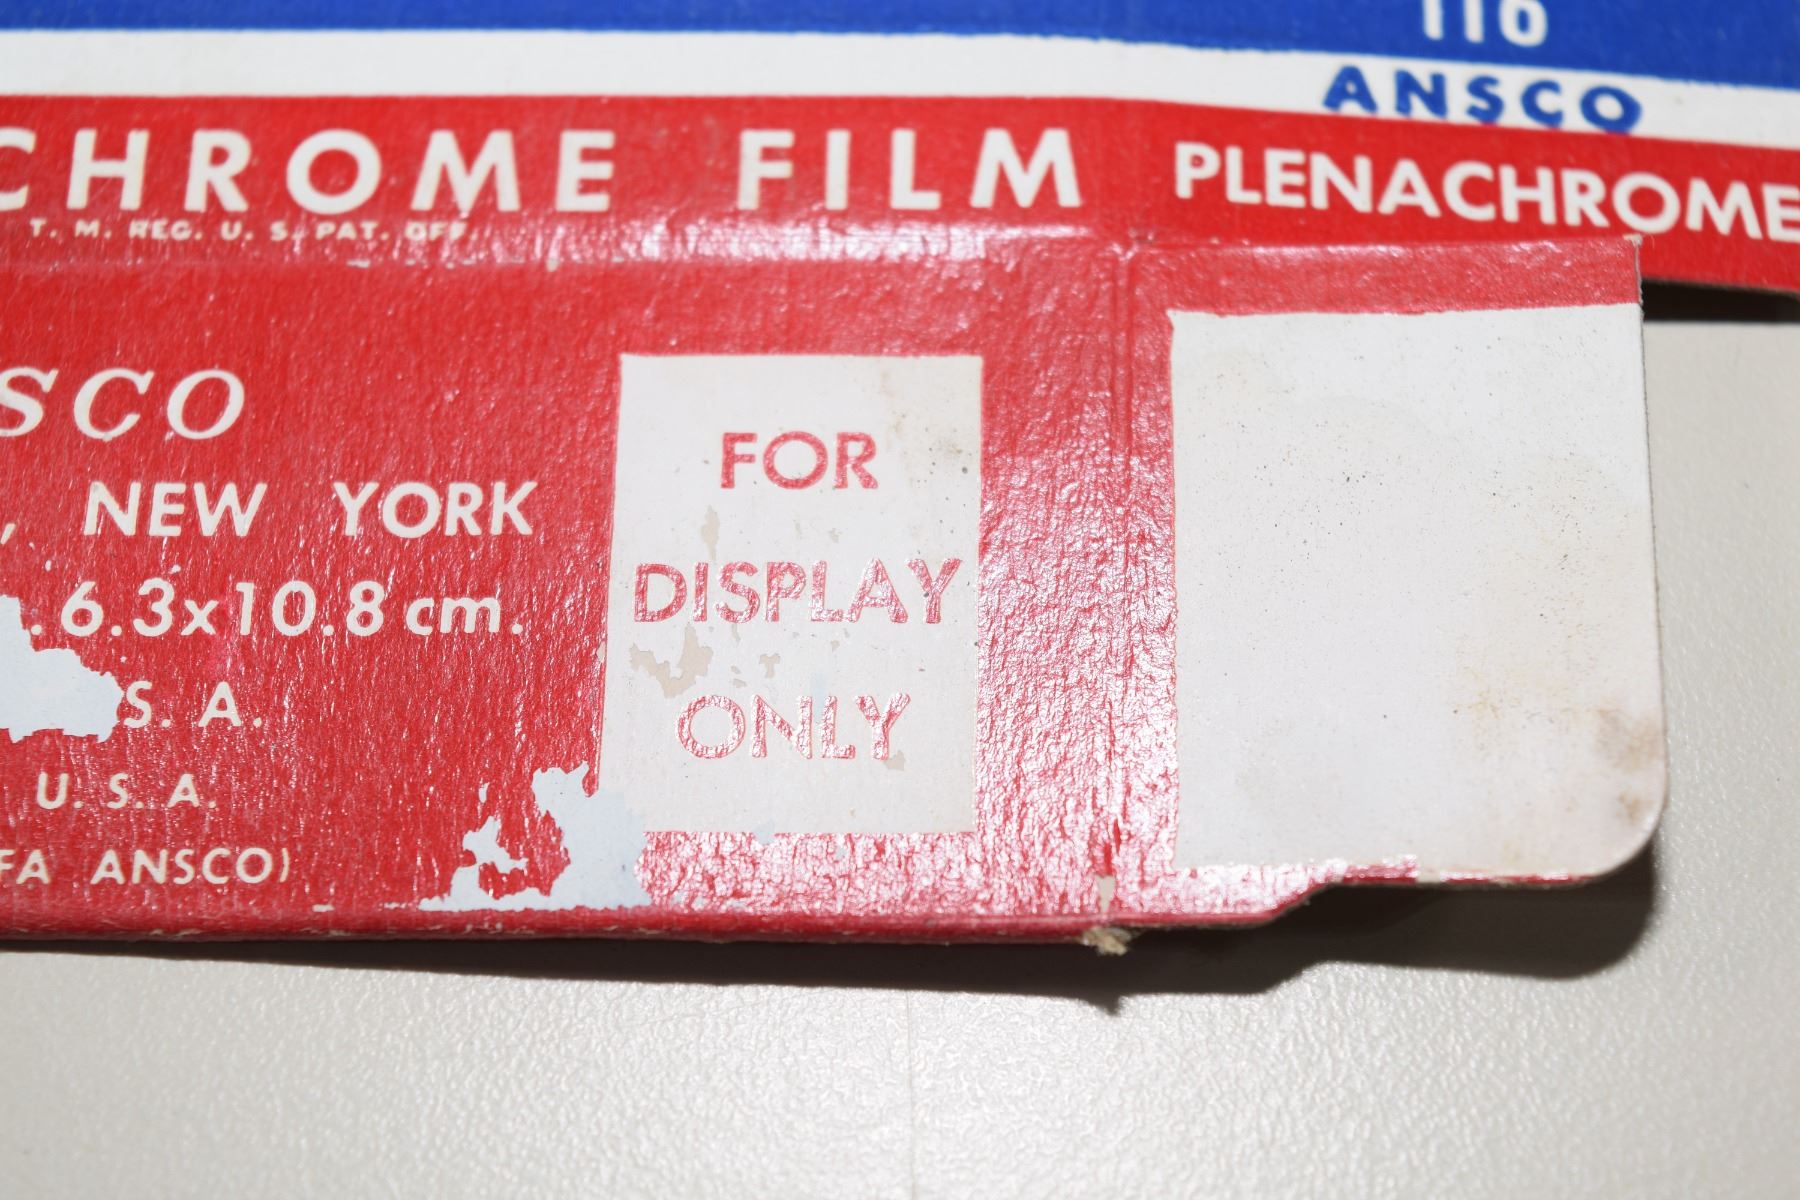 116
ANSCO
CHROME FILM
PLENACHROME
T. M. REG. U. S. PAT. OFF.
SCO
, NEW YORK
. 6.3x10.8 cm.
S. A.
U. S. A.
FA ANSCO)
FOR
DISPLAY
ONLY